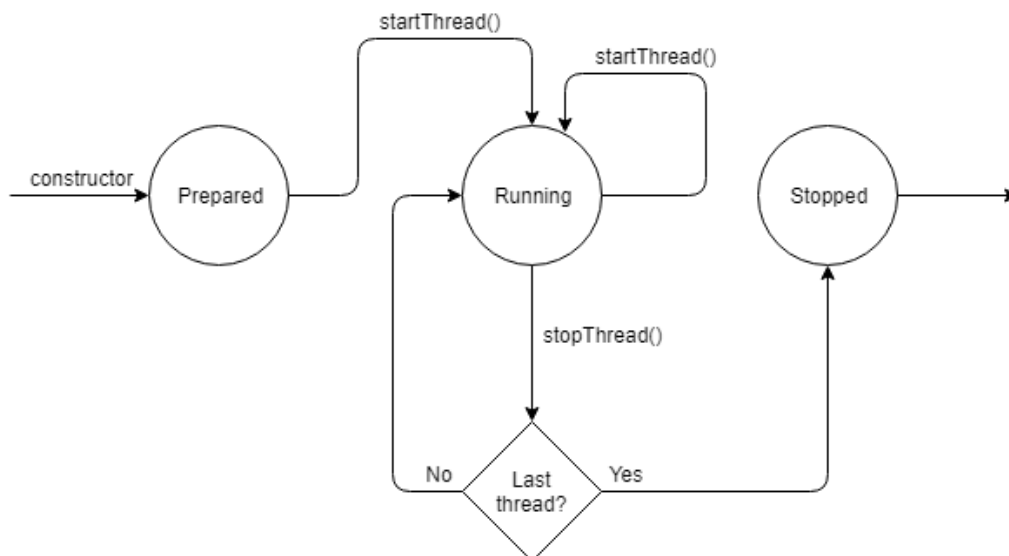 startThread()
startThread()
constructor
Prepared
Running
Stopped
stopThread()
No
Last
thread?
Yes